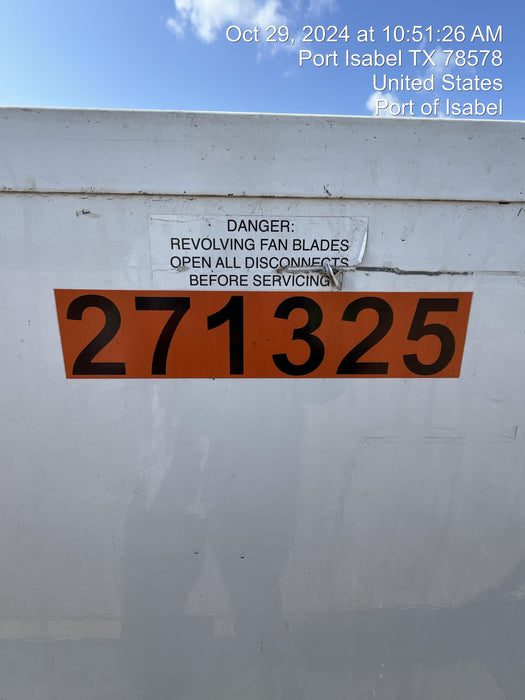 Oct 29, 2024 at 10:51:26 AM
Port Isabel TX 78578
United States
Port of Isabel
DANGER:
REVOLVING FAN BLADES
OPEN ALL DISCONNECTS
BEFORE SERVICING
271325